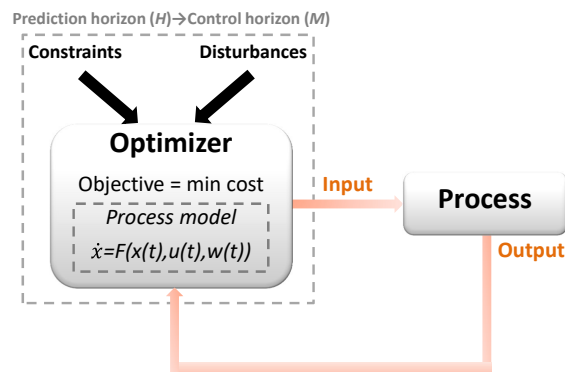 Prediction horizon (H)→Control horizon (M)
Constraints Disturbances
Optimizer
Objective = min cost
Process model
ẋ=F(x(t),u(t),w(t))
Input
Process
Output